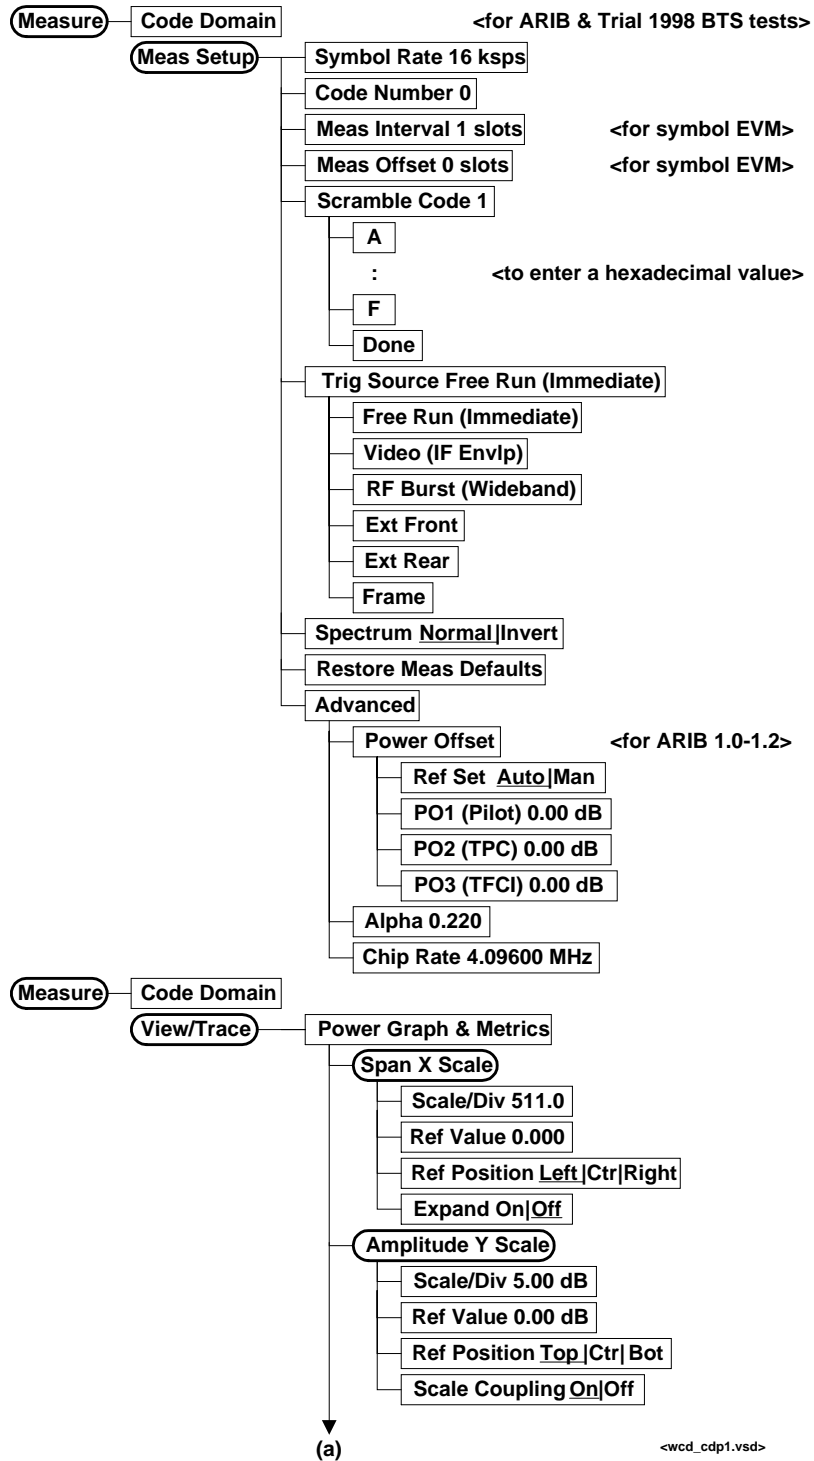 Measure Code Domain <for ARIB & Trial 1998 BTS tests>
Meas Setup Symbol Rate 16 ksps
Code Number 0
Meas Interval 1 slots <for symbol EVM>
Meas Offset 0 slots <for symbol EVM>
Scramble Code 1
A
: <to enter a hexadecimal value>
F
Done
Trig Source Free Run (Immediate)
Free Run (Immediate)
Video (IF Envlp)
RF Burst (Wideband)
Ext Front
Ext Rear
Frame
Spectrum Normal|Invert
Restore Meas Defaults
Advanced
Power Offset <for ARIB 1.0-1.2>
Ref Set Auto|Man
PO1 (Pilot) 0.00 dB
PO2 (TPC) 0.00 dB
PO3 (TFCI) 0.00 dB
Alpha 0.220
Chip Rate 4.09600 MHz
Measure Code Domain
View/Trace Power Graph & Metrics
Span X Scale
Scale/Div 511.0
Ref Value 0.000
Ref Position Left|Ctr|Right
Expand On|Off
Amplitude Y Scale
Scale/Div 5.00 dB
Ref Value 0.00 dB
Ref Position Top|Ctr|Bot
Scale Coupling On|Off
(a) <wcd_cdp1.vsd>